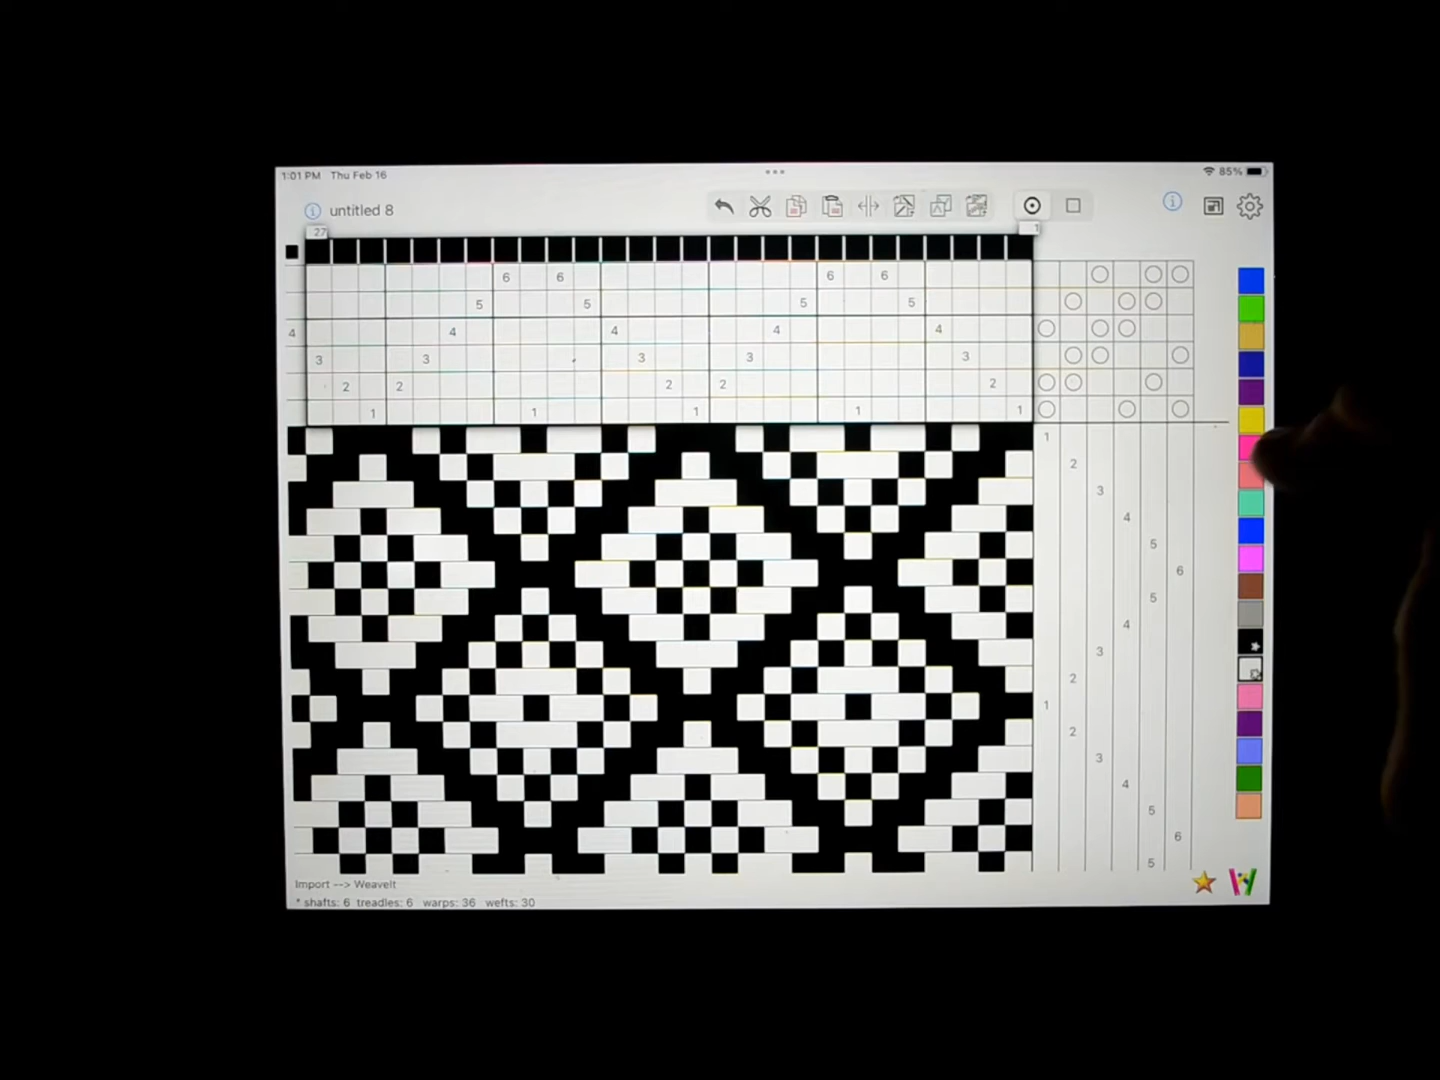 1:01 PM Thu Feb 16
85%
untitled 8
27 1
6 6 6 6
5 5 5 5
4 4 4 4 4
3 3 3 3 3
2 2 2 2 2
1 1 1 1 1
1
2
3
4
5
6
5
4
3
2
1
2
3
4
5
6
5
Import --> WeaveIt
* shafts: 6 treadles: 6 warps: 36 wefts: 30